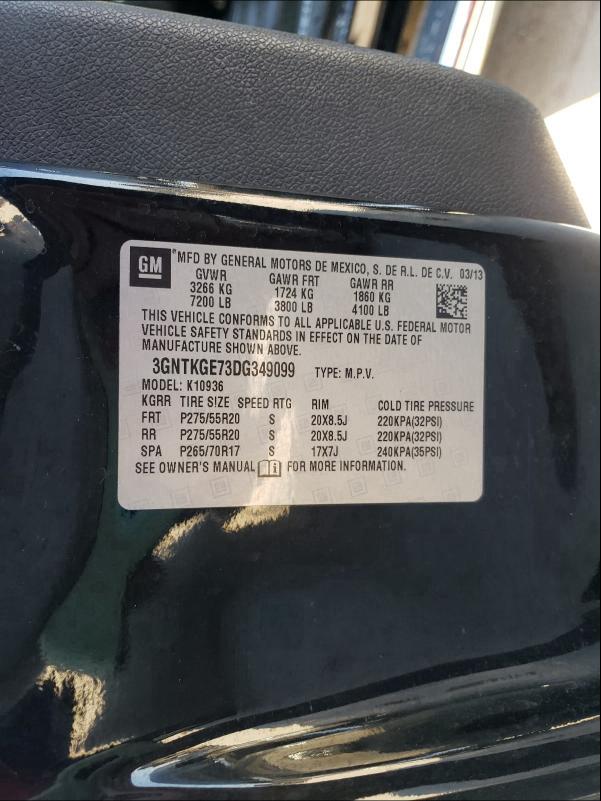 GM ® MFD BY GENERAL MOTORS DE MEXICO, S. DE R.L. DE C.V. 03/13
GVWR GAWR FRT GAWR RR
3266 KG 1724 KG 1860 KG
7200 LB 3800 LB 4100 LB
THIS VEHICLE CONFORMS TO ALL APPLICABLE U.S. FEDERAL MOTOR
VEHICLE SAFETY STANDARDS IN EFFECT ON THE DATE OF
MANUFACTURE SHOWN ABOVE.
3GNTKGE73DG349099 TYPE: M.P.V.
MODEL: K10936
KGRR TIRE SIZE SPEED RTG RIM COLD TIRE PRESSURE
FRT P275/55R20 S 20X8.5J 220KPA(32PSI)
RR P275/55R20 S 20X8.5J 220KPA(32PSI)
SPA P265/70R17 S 17X7J 240KPA(35PSI)
SEE OWNER'S MANUAL FOR MORE INFORMATION.